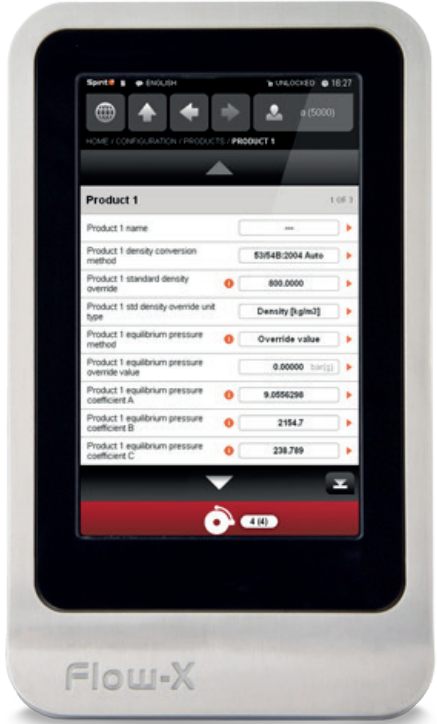 Spirit
ENGLISH
UNLOCKED
16:27
a (5000)
HOME / CONFIGURATION / PRODUCTS / PRODUCT 1
Product 1
1 OF 3
Product 1 name
---
Product 1 density conversion
method
53/54B:2004 Auto
Product 1 standard density
override
800.0000
Product 1 std density override unit
type
Density [kg/m3]
Product 1 equilibrium pressure
method
Override value
Product 1 equilibrium pressure
override value
0.00000 bar(g)
Product 1 equilibrium pressure
coefficient A
9.0556298
Product 1 equilibrium pressure
coefficient B
2154.7
Product 1 equilibrium pressure
coefficient C
238.789
4 (4)
Flow-X